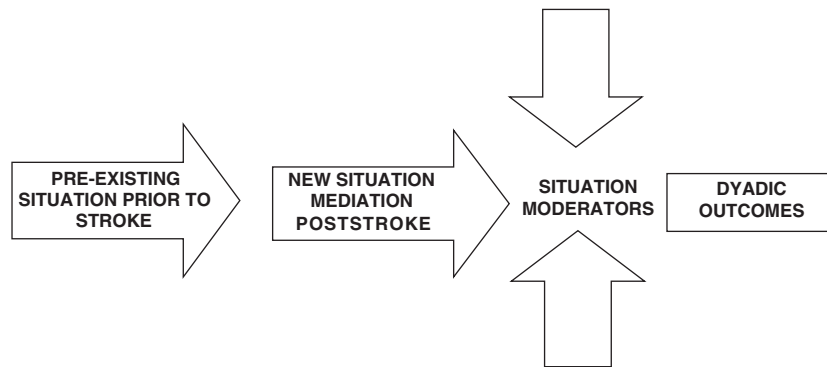 PRE-EXISTING
SITUATION PRIOR TO
STROKE
NEW SITUATION
MEDIATION
POSTSTROKE
SITUATION
MODERATORS
DYADIC
OUTCOMES